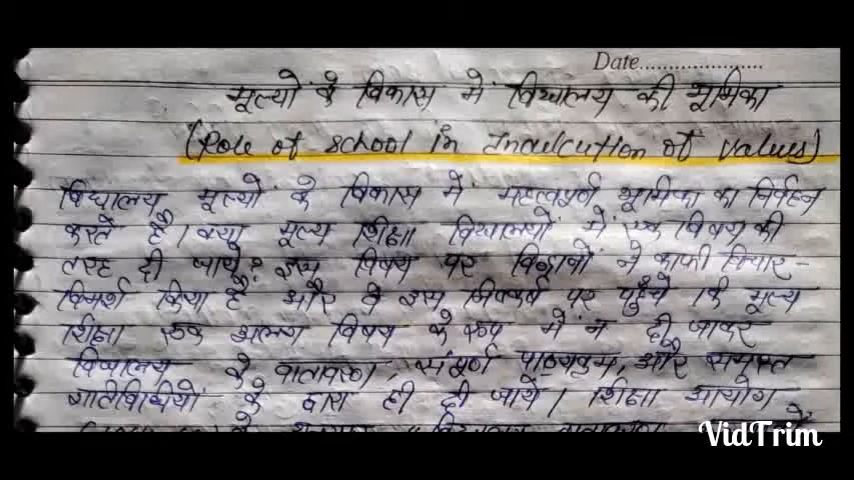 Date....................
मूल्यों के विकास में विद्यालय की भूमिका
(Role of school in Inculcution of values)
विद्यालय मूल्यों के विकास में महत्वपूर्ण भूमिका का निर्वहन
करते है। क्या मूल्य शिक्षा विद्यालयों में एक विषय की
तरह दी जाये? इस विषय पर विद्वानों ने काफी विचार-
विमर्श किया है और वे इस निष्कर्ष पर पहुँचे कि मूल्य
शिक्षा एक अलग विषय के रूप में न दी जाकर
विद्यालय के वातावरण, संपूर्ण पाठ्यक्रम, और समस्त
गतिविधियों के द्वारा ही दी जाये। शिक्षा आयोग
VidTrim